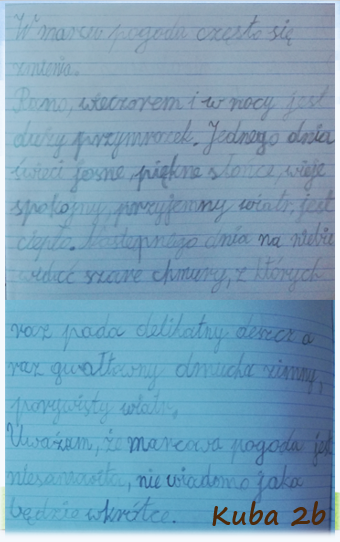 W marcu pogoda często się
zmienia.
Rano, wieczorem i w nocy jest
duży przymrozek. Jednego dnia
świeci jasne, piękne słońce, wieje
spokojny, przyjemny wiatr, jest
ciepło. Następnego dnia na niebie
widać szare chmury, z których
raz pada delikatny deszcz a
raz gwałtowny dmucha zimny,
porywisty wiatr.
Uważam, że marcowa pogoda jest
niesamowita, nie wiadomo jaka
będzie wkrótce.
Kuba 2b